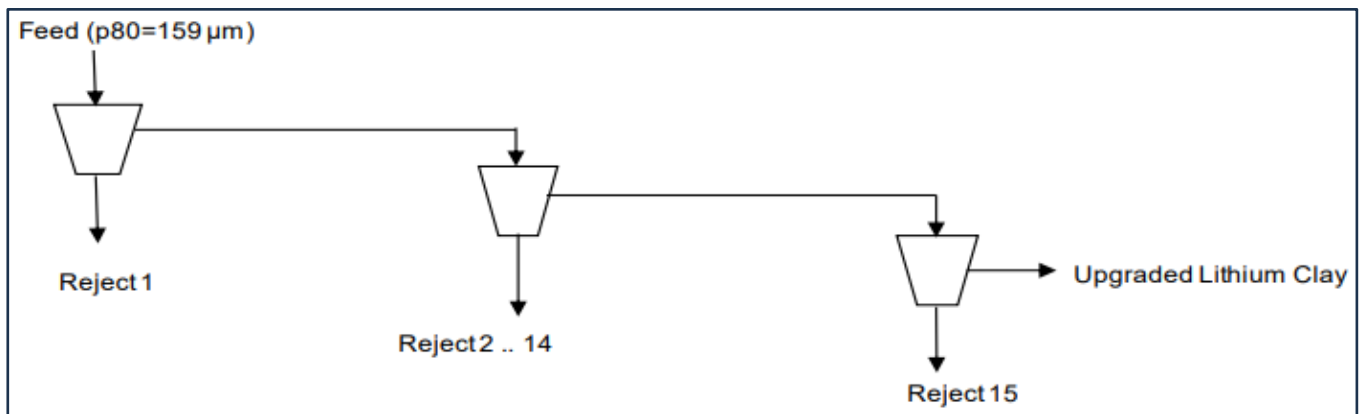 Feed (p80=159 µm)
Reject 1
Reject 2 .. 14
Upgraded Lithium Clay
Reject 15